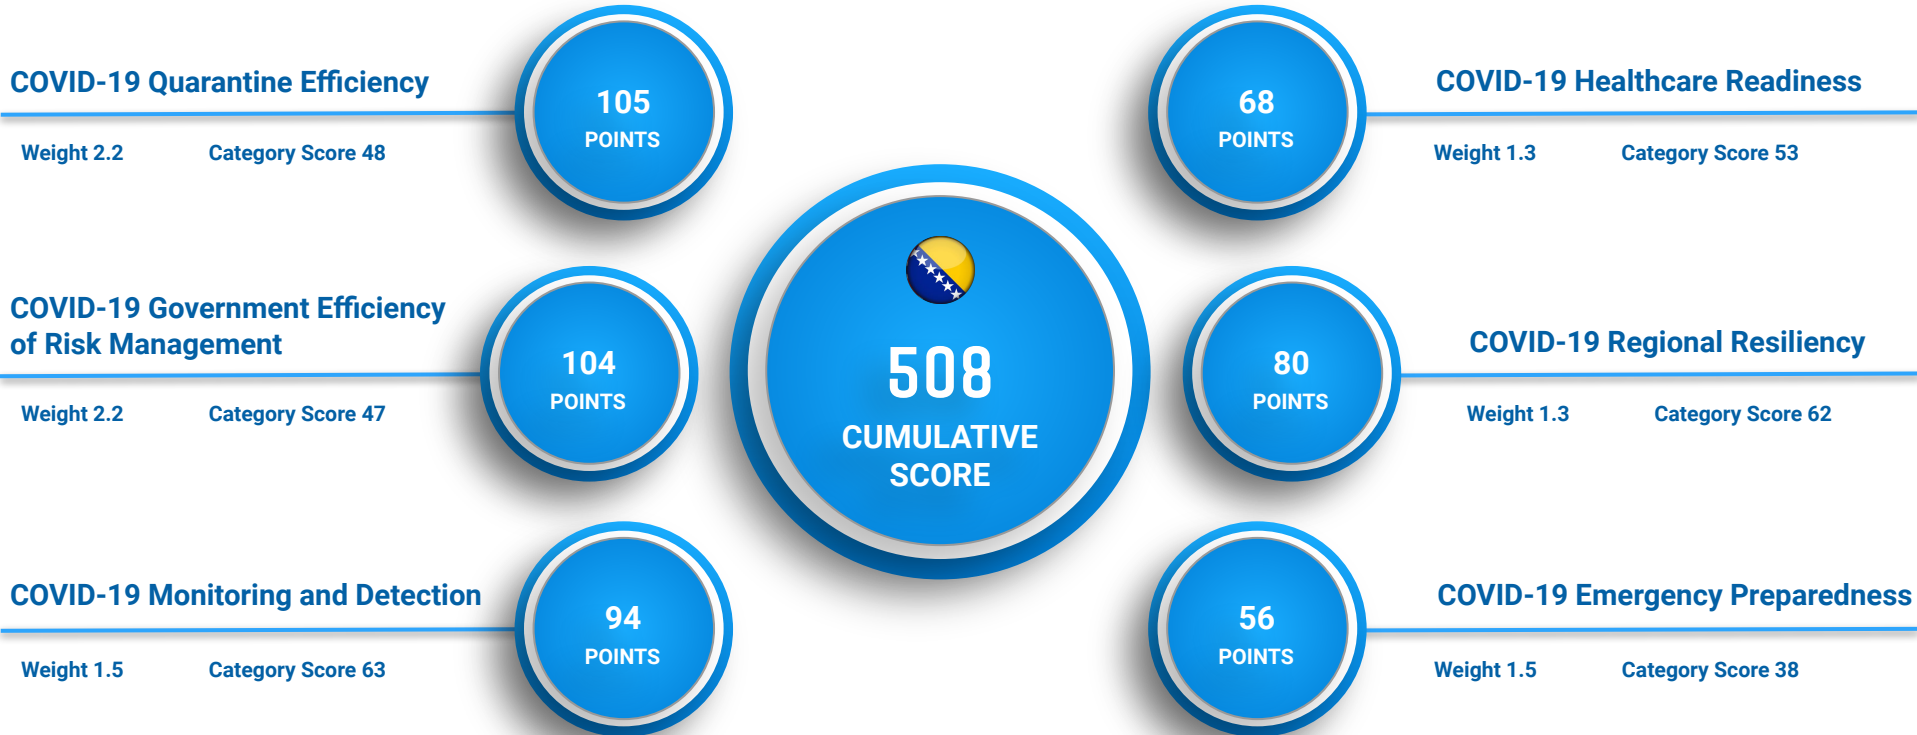 COVID-19 Quarantine Efficiency
Weight 2.2 Category Score 48
105
POINTS
COVID-19 Government Efficiency
of Risk Management
Weight 2.2 Category Score 47
104
POINTS
COVID-19 Monitoring and Detection
Weight 1.5 Category Score 63
94
POINTS
508
CUMULATIVE
SCORE
68
POINTS
COVID-19 Healthcare Readiness
Weight 1.3 Category Score 53
80
POINTS
COVID-19 Regional Resiliency
Weight 1.3 Category Score 62
56
POINTS
COVID-19 Emergency Preparedness
Weight 1.5 Category Score 38